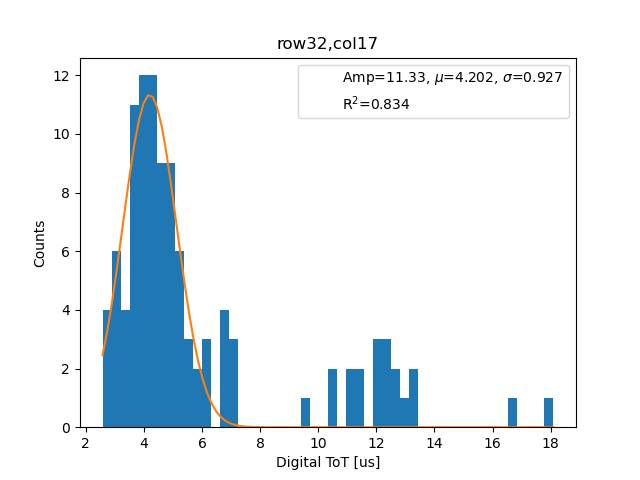 row32,col17
Amp=11.33, μ=4.202, σ=0.927
R²=0.834
Counts
12
10
8
6
4
2
0
2 4 6 8 10 12 14 16 18
Digital ToT [us]